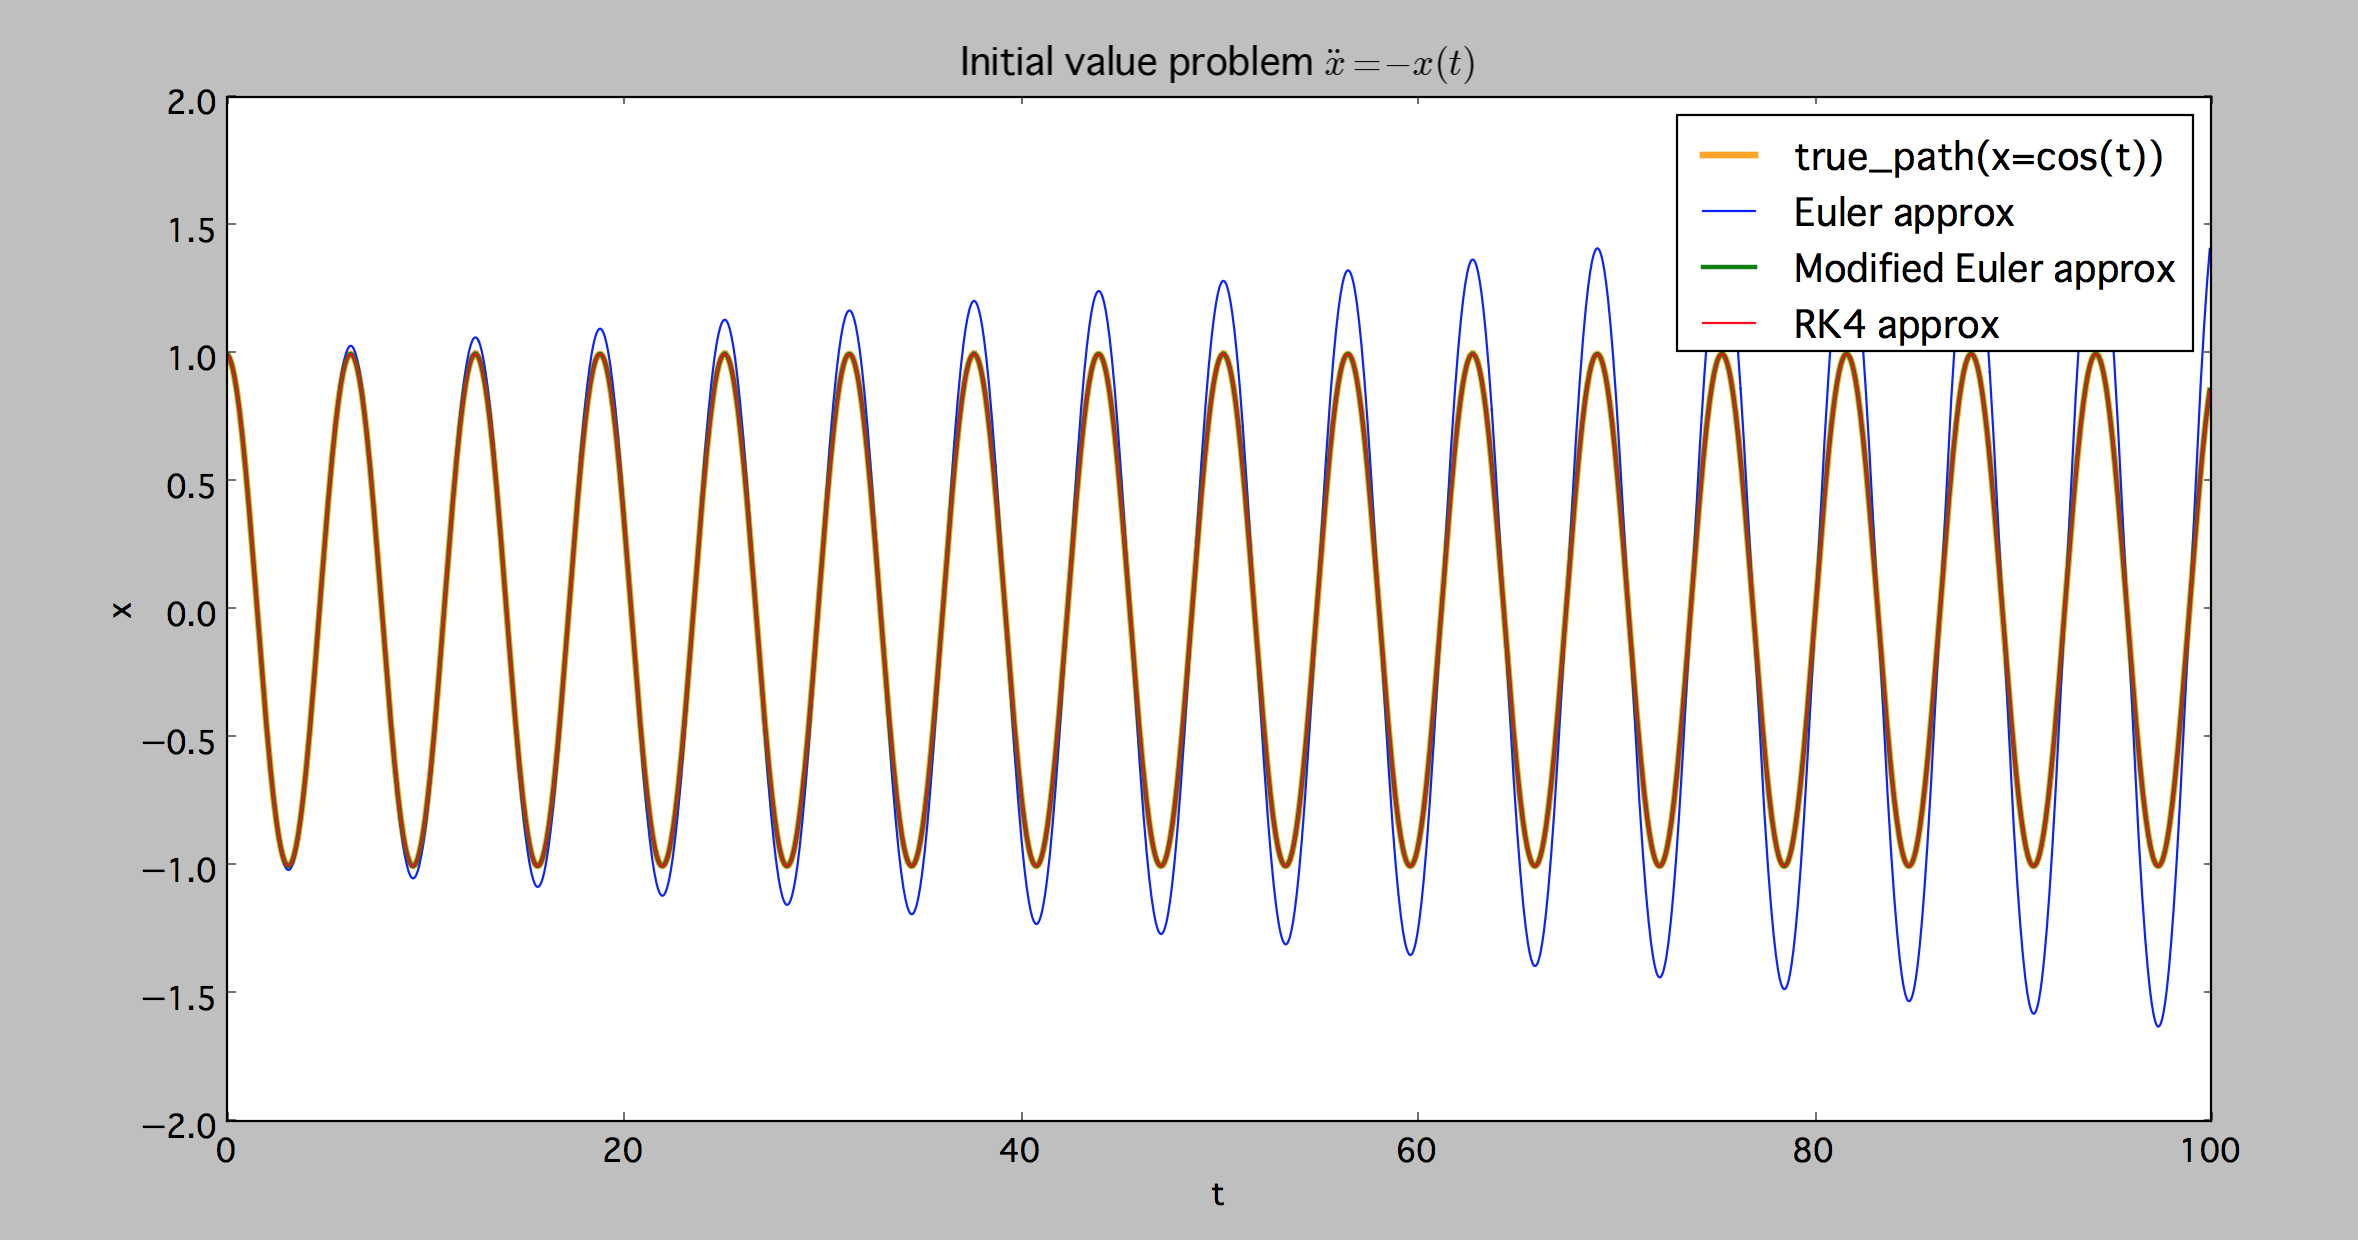 Initial value problem ẍ=−x(t)
2.0
1.5
1.0
0.5
0.0
−0.5
−1.0
−1.5
−2.0
x
true_path(x=cos(t))
Euler approx
Modified Euler approx
RK4 approx
0 20 40 60 80 100
t